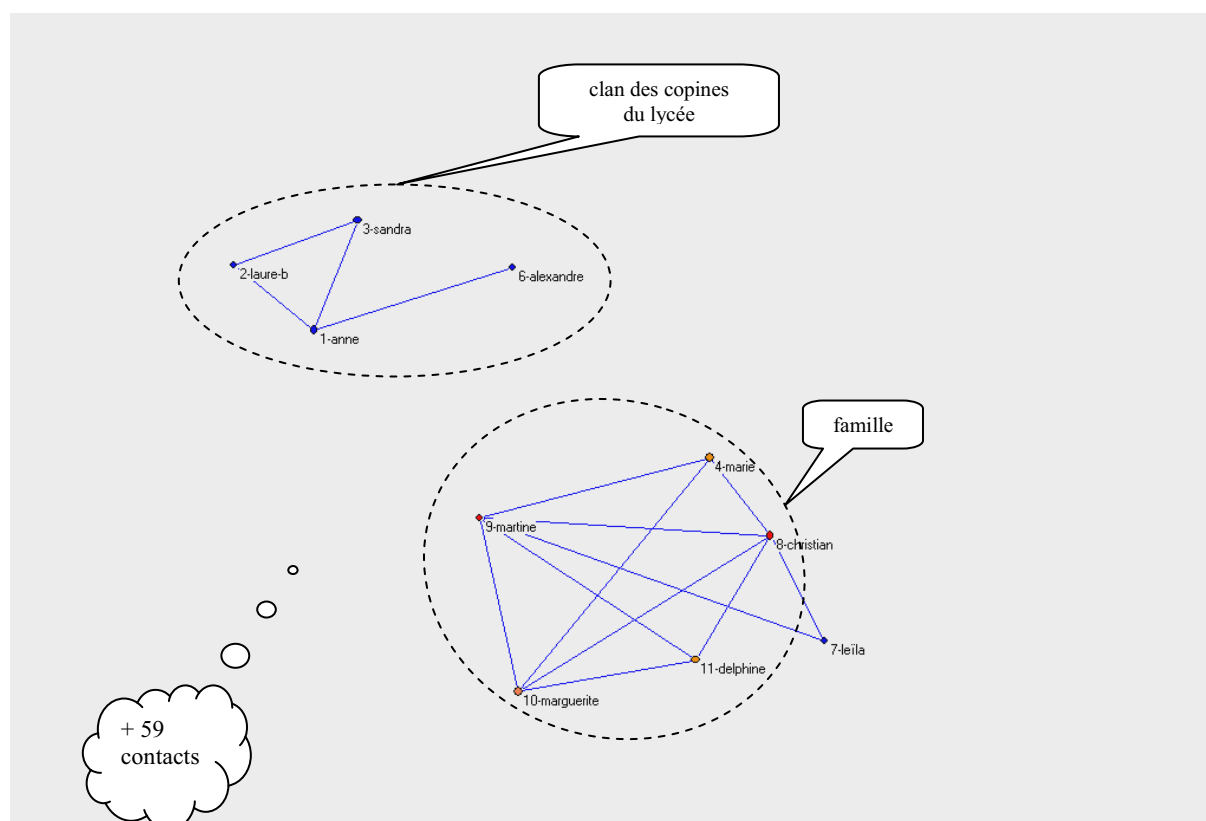 clan des copines
du lycée
3-sandra
2-laure-b
6-alexandre
1-anne
famille
4-marie
9-martine
8-christian
7-leïla
11-delphine
10-marguerite
+ 59
contacts